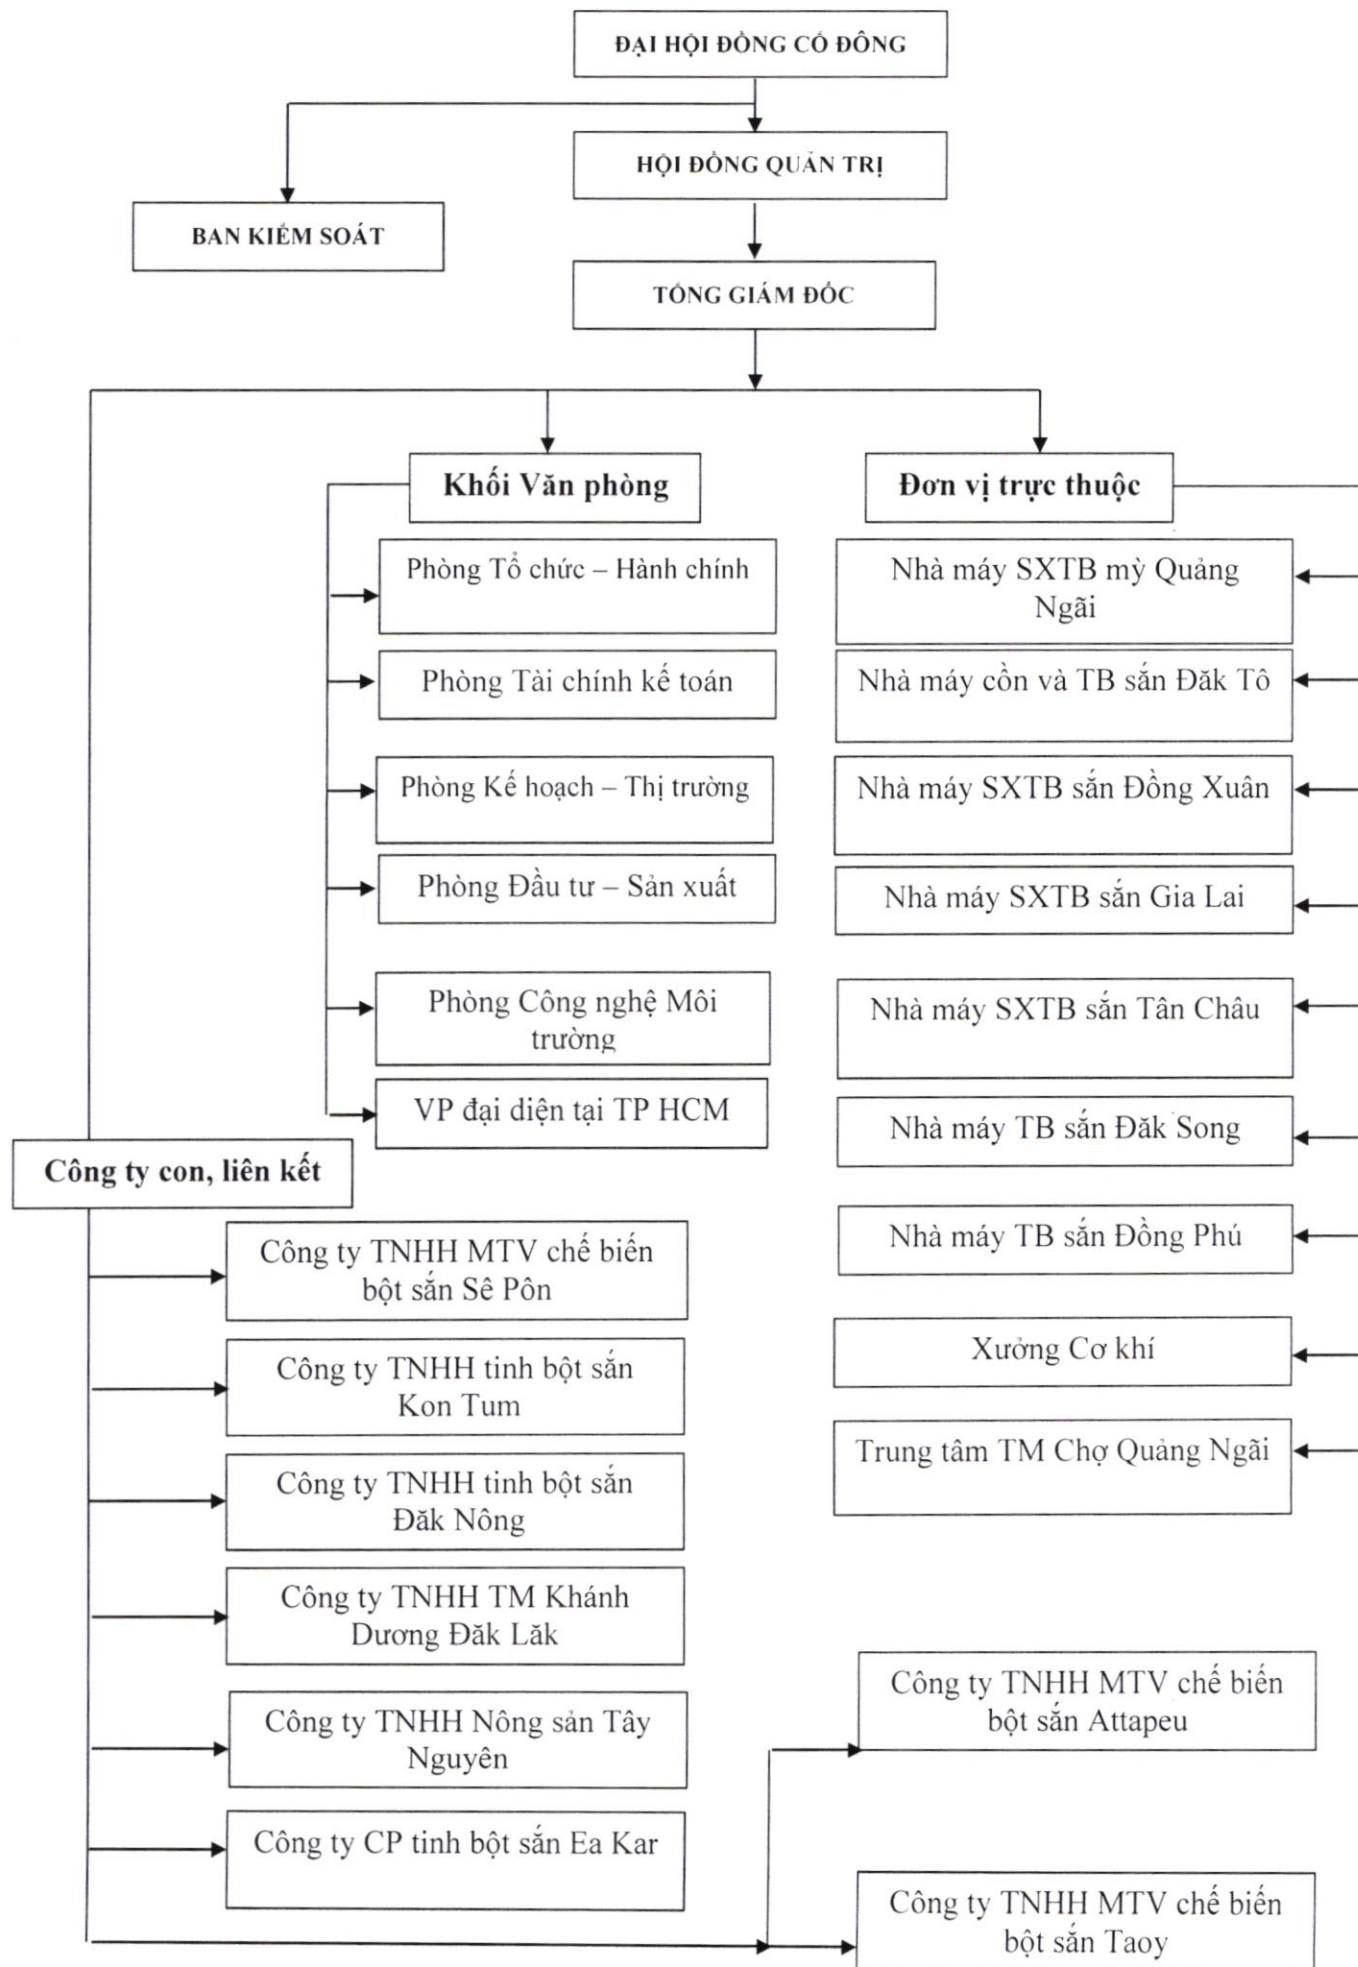 ĐẠI HỘI ĐỒNG CỔ ĐÔNG
HỘI ĐỒNG QUẢN TRỊ
BAN KIỂM SOÁT
TỔNG GIÁM ĐỐC
Khối Văn phòng
Phòng Tổ chức – Hành chính
Phòng Tài chính kế toán
Phòng Kế hoạch – Thị trường
Phòng Đầu tư – Sản xuất
Phòng Công nghệ Môi
trường
VP đại diện tại TP HCM
Đơn vị trực thuộc
Nhà máy SXTB mỳ Quảng
Ngãi
Nhà máy cồn và TB sắn Đăk Tô
Nhà máy SXTB sắn Đồng Xuân
Nhà máy SXTB sắn Gia Lai
Nhà máy SXTB sắn Tân Châu
Nhà máy TB sắn Đăk Song
Nhà máy TB sắn Đồng Phú
Xưởng Cơ khí
Trung tâm TM Chợ Quảng Ngãi
Công ty con, liên kết
Công ty TNHH MTV chế biến
bột sắn Sê Pôn
Công ty TNHH tinh bột sắn
Kon Tum
Công ty TNHH tinh bột sắn
Đăk Nông
Công ty TNHH TM Khánh
Dương Đăk Lăk
Công ty TNHH Nông sản Tây
Nguyên
Công ty CP tinh bột sắn Ea Kar
Công ty TNHH MTV chế biến
bột sắn Attapeu
Công ty TNHH MTV chế biến
bột sắn Taoy